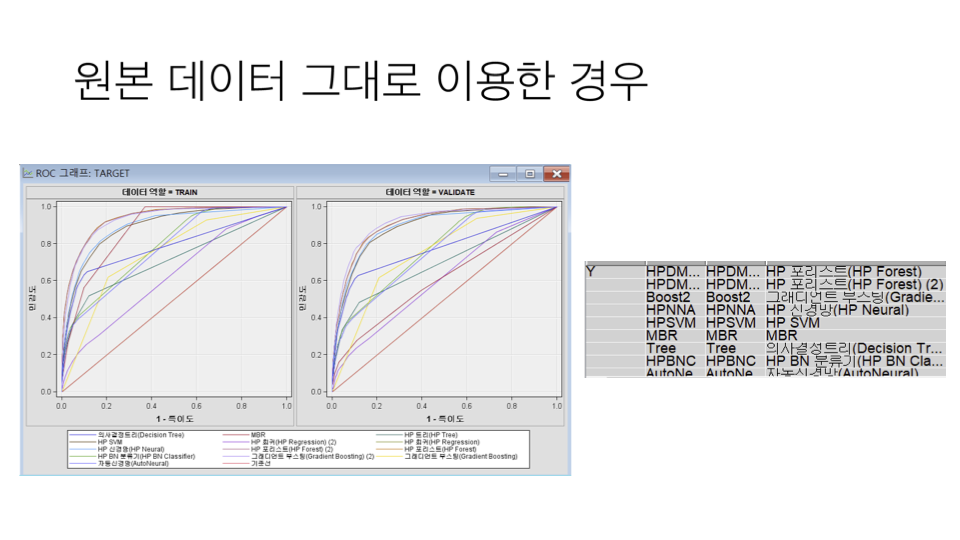 원본 데이터 그대로 이용한 경우
ROC 그래프: TARGET
데이터 역할 = TRAIN
데이터 역할 = VALIDATE
민감도
1.0
0.8
0.6
0.4
0.2
0.0
0.0 0.2 0.4 0.6 0.8 1.0
1 - 특이도
민감도
1.0
0.8
0.6
0.4
0.2
0.0
0.0 0.2 0.4 0.6 0.8 1.0
1 - 특이도
의사결정트리(Decision Tree) MBR HP 트리(HP Tree)
HP SVM HP 회귀(HP Regression) (2) HP 회귀(HP Regression)
HP 신경망(HP Neural) HP 포리스트(HP Forest) (2) HP 포리스트(HP Forest)
HP BN 분류기(HP BN Classifier) 그래디언트 부스팅(Gradient Boosting) (2) 그래디언트 부스팅(Gradient Boosting)
자동신경망(AutoNeural) 기준선
Y HPDM... HPDM... HP 포리스트(HP Forest)
HPDM... HPDM... HP 포리스트(HP Forest) (2)
Boost2 Boost2 그래디언트 부스팅(Gradie...
HPNNA HPNNA HP 신경망(HP Neural)
HPSVM HPSVM HP SVM
MBR MBR MBR
Tree Tree 의사결정트리(Decision Tr...
HPBNC HPBNC HP BN 분류기(HP BN Cla...
AutoNe... AutoNe... 자동신경망(AutoNeural)